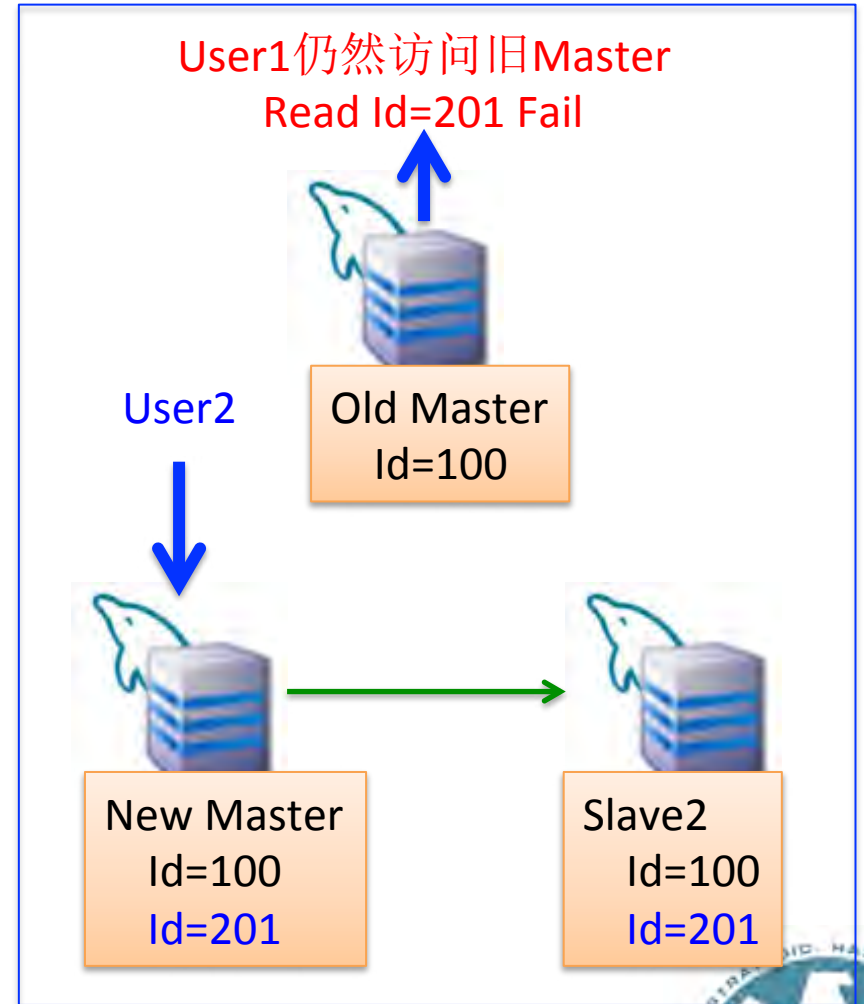 User1仍然访问旧Master
Read Id=201 Fail
User2
Old Master
Id=100
New Master
Id=100
Id=201
Slave2
Id=100
Id=201